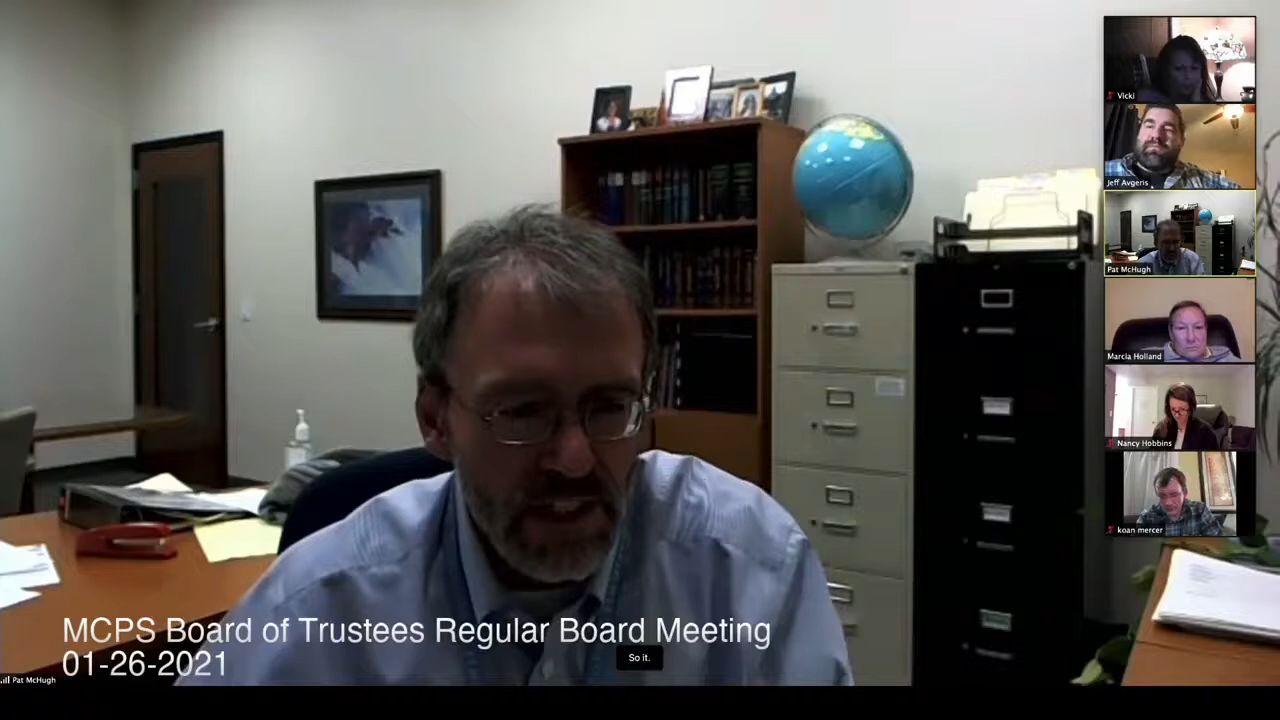 Vicki
Jeff Avgeris
Pat McHugh
Marcia Holland
Nancy Hobbins
koan mercer
MCPS Board of Trustees Regular Board Meeting
01-26-2021
So it.
Pat McHugh